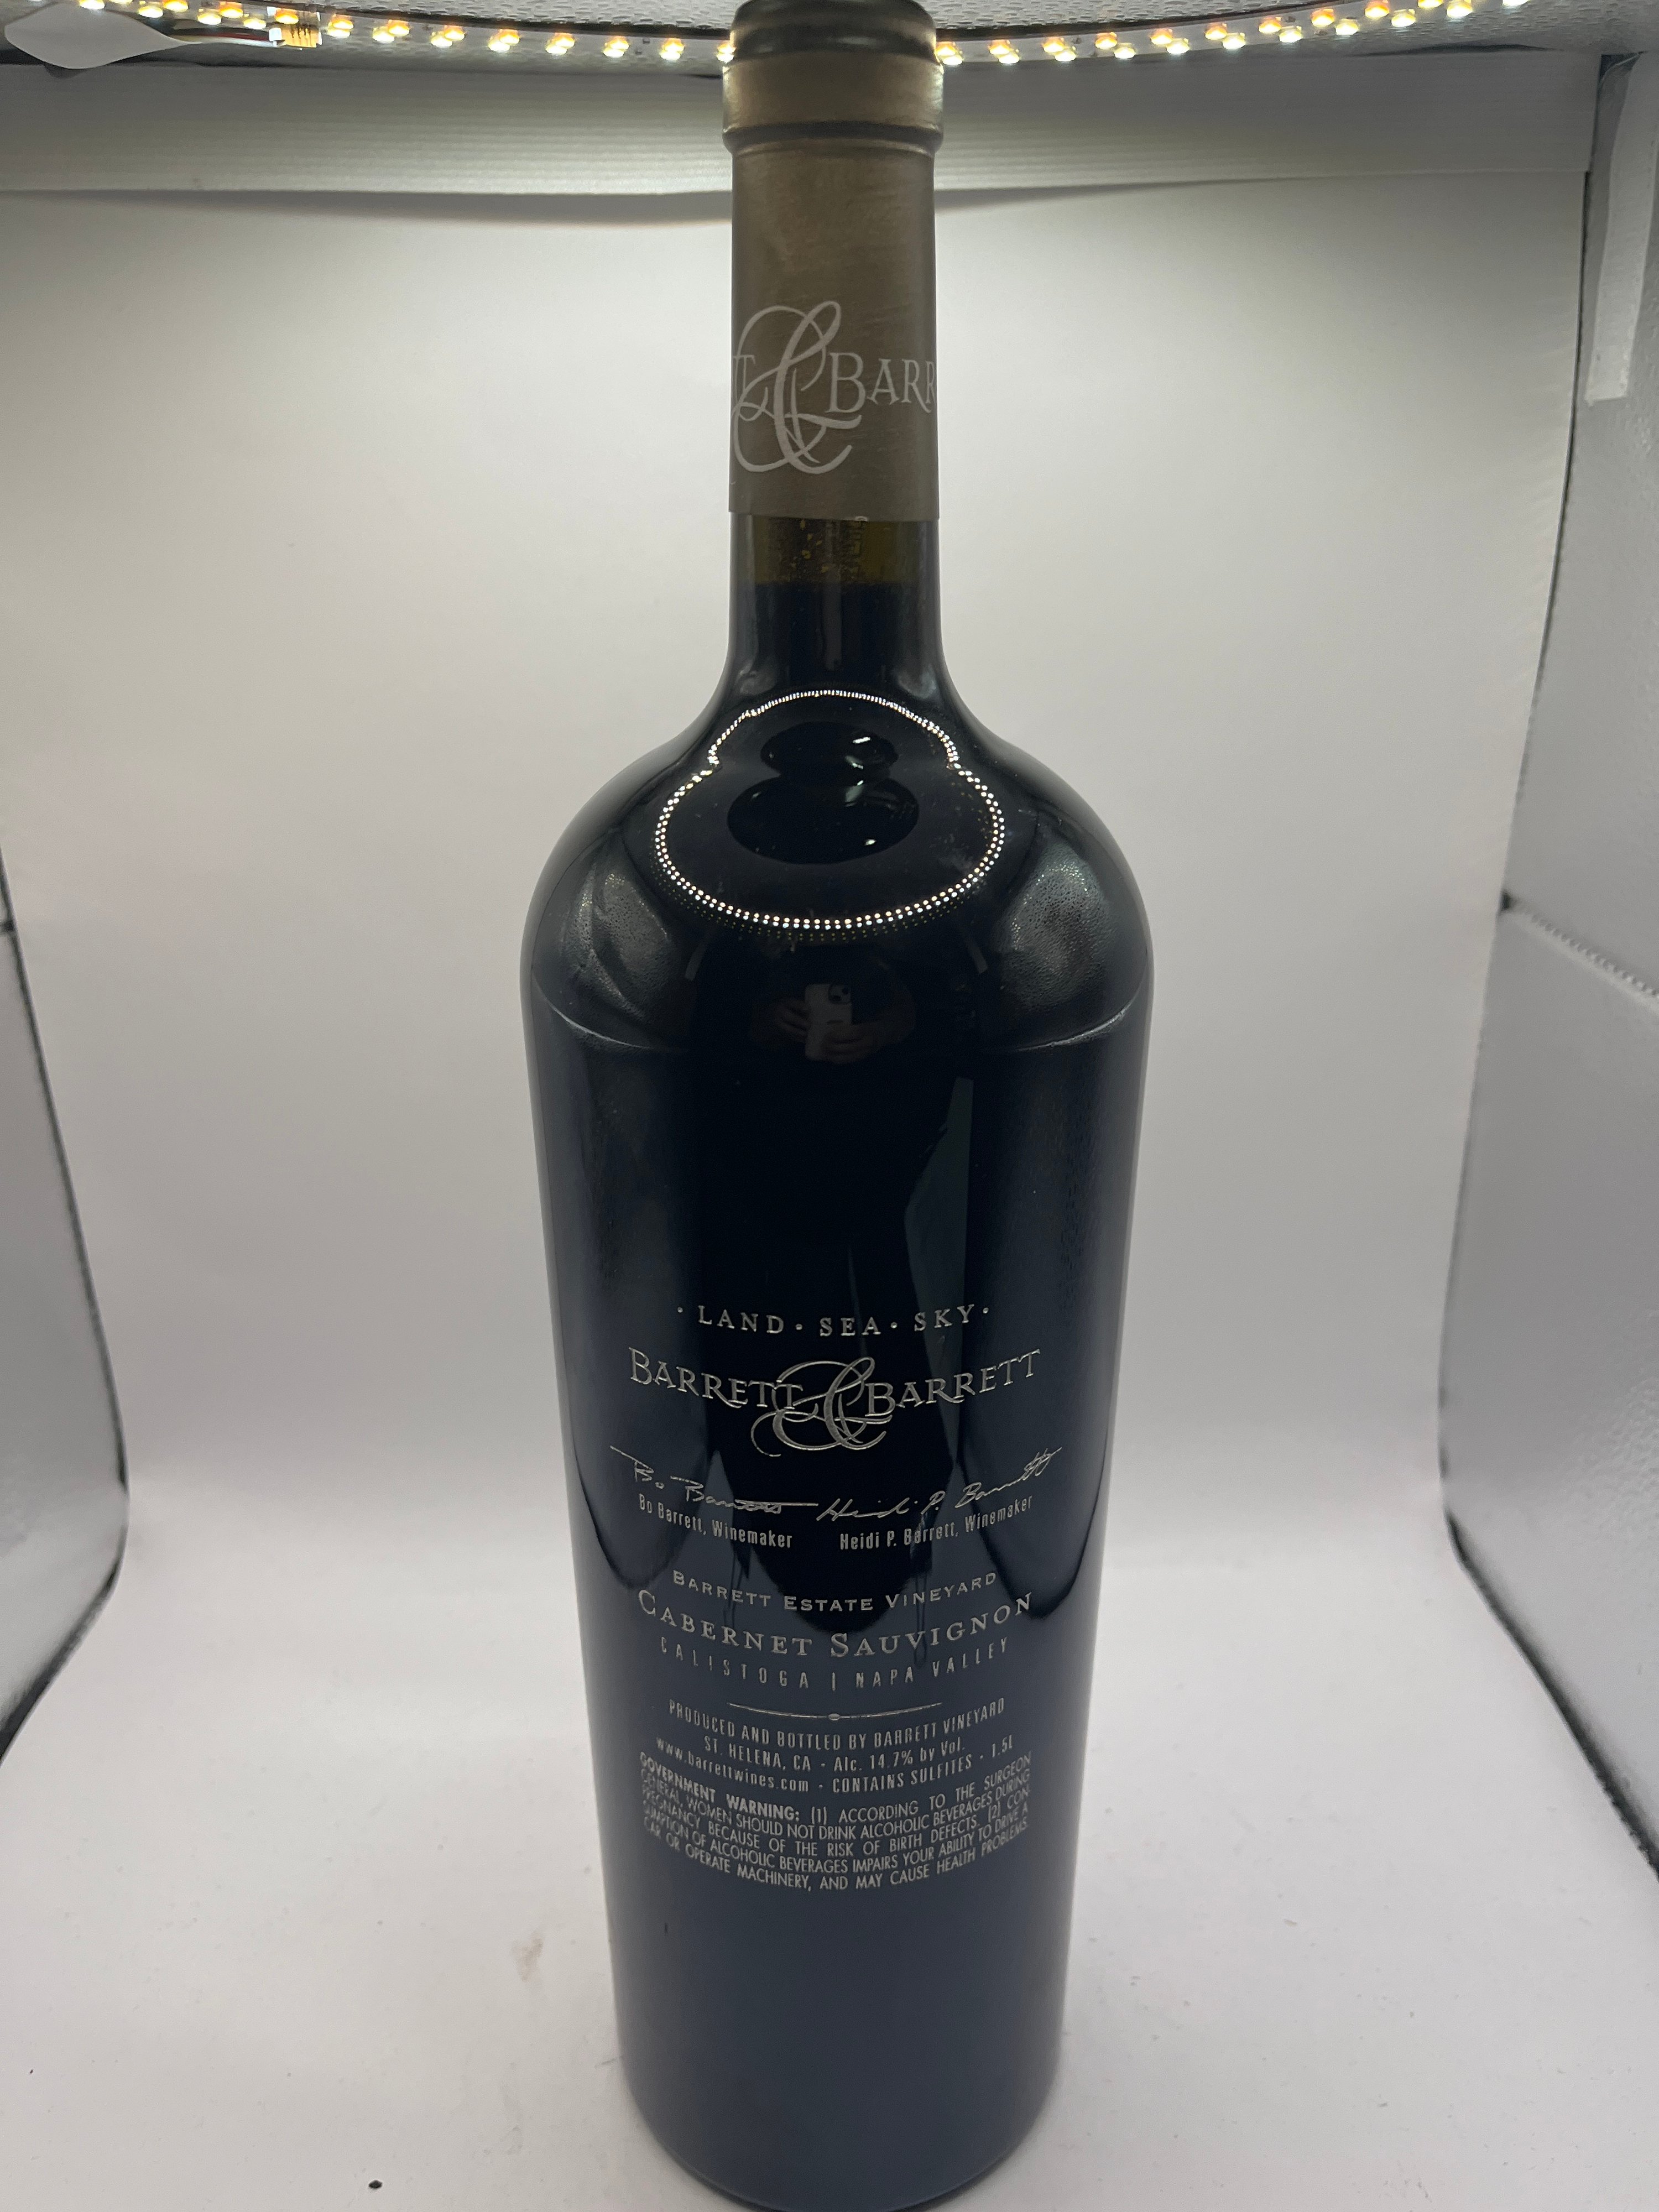 T & BARR
· LAND · SEA · SKY ·
BARRETT & BARRETT
Bo Barrett Heidi P. Barrett
Bo Barrett, Winemaker Heidi P. Barrett, Winemaker
BARRETT ESTATE VINEYARD
CABERNET SAUVIGNON
CALISTOGA | NAPA VALLEY
PRODUCED AND BOTTLED BY BARRETT VINEYARD
ST. HELENA, CA · Alc. 14.7% by Vol.
www.barrettwines.com · CONTAINS SULFITES · 1.5L
GOVERNMENT WARNING: (1) ACCORDING TO THE SURGEON
GENERAL, WOMEN SHOULD NOT DRINK ALCOHOLIC BEVERAGES DURING
PREGNANCY BECAUSE OF THE RISK OF BIRTH DEFECTS. (2) CON-
SUMPTION OF ALCOHOLIC BEVERAGES IMPAIRS YOUR ABILITY TO DRIVE A
CAR OR OPERATE MACHINERY, AND MAY CAUSE HEALTH PROBLEMS.